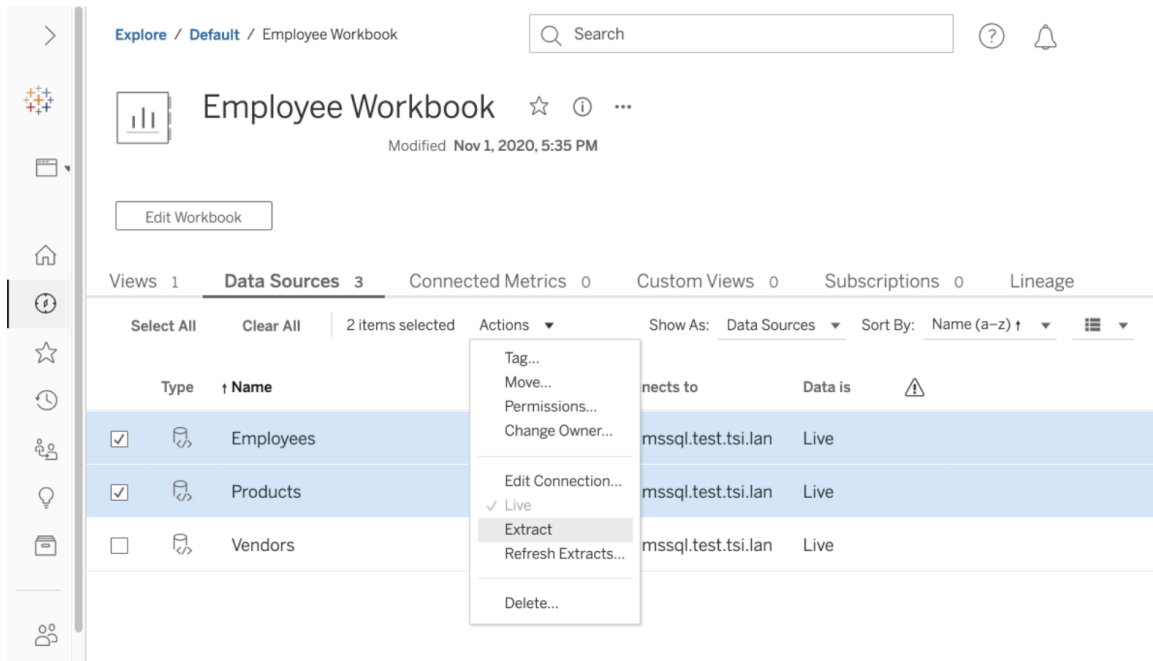 Explore / Default / Employee Workbook
Search
?
Employee Workbook
Modified Nov 1, 2020, 5:35 PM
Edit Workbook
Views 1 Data Sources 3 Connected Metrics 0 Custom Views 0 Subscriptions 0 Lineage
Select All Clear All 2 items selected Actions Show As: Data Sources Sort By: Name (a–z) ↑
Type ↑ Name nects to Data is
Employees mssql.test.tsi.lan Live
Products mssql.test.tsi.lan Live
Vendors mssql.test.tsi.lan Live
Tag...
Move...
Permissions...
Change Owner...
Edit Connection...
✓ Live
Extract
Refresh Extracts...
Delete...